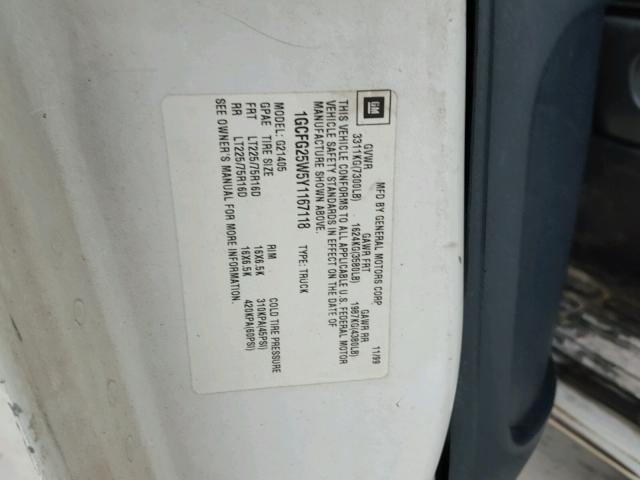 GM
MFD BY GENERAL MOTORS CORP 11/99
GVWR GAWR FRT GAWR RR
3311KG(7300LB) 1624KG(3580LB) 1987KG(4380LB)
THIS VEHICLE CONFORMS TO ALL APPLICABLE U.S. FEDERAL MOTOR
VEHICLE SAFETY STANDARDS IN EFFECT ON THE DATE OF
MANUFACTURE SHOWN ABOVE.
1GCFG25W5Y1167118 TYPE: TRUCK
MODEL: G21405
GPAE TIRE SIZE RIM COLD TIRE PRESSURE
FRT LT225/75R16D 16X6.5K 310KPA(45PSI)
RR LT225/75R16D 16X6.5K 420KPA(60PSI)
SEE OWNER'S MANUAL FOR MORE INFORMATION.